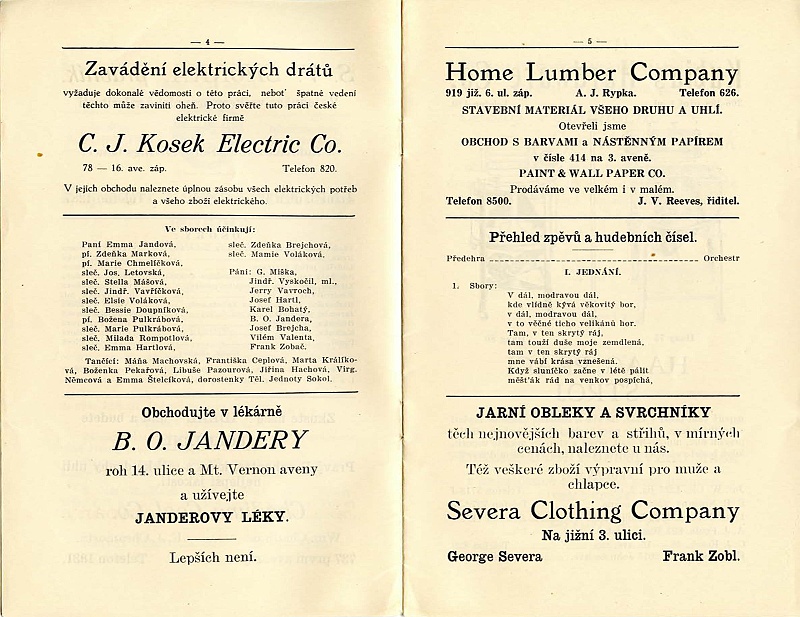 — 4 —
Zavádění elektrických drátů
vyžaduje dokonalé vědomosti o této práci, neboť špatné vedení
těchto může zaviniti oheň. Proto svěřte tuto práci české
elektrické firmě
C. J. Kosek Electric Co.
78 — 16. ave. záp. Telefon 820.
V jejich obchodu naleznete úplnou zásobu všech elektrických potřeb
a všeho zboží elektrického.
Ve sborech účinkují:
Paní Emma Jandová,
pí. Zdeňka Marková,
pí. Marie Chmelíčková,
sleč. Jos. Letovská,
sleč. Stella Mášová,
sleč. Jindř. Vavříčková,
sleč. Elsie Voláková,
sleč. Bessie Doupníková,
pí. Božena Pulkrábová,
sleč. Marie Pulkrábová,
sleč. Milada Rompotlová,
sleč. Emma Hartlová,
sleč. Zdeňka Brejchová,
sleč. Mamie Voláková,
Páni: G. Miška,
Jindř. Vyskočil, ml.,
Jerry Vavroch,
Josef Hartl,
Karel Bohatý,
B. O. Jandera,
Josef Brejcha,
Vilém Valenta,
Frank Zobač.
Tančící: Máňa Machovská, Františka Ceplová, Marta Králíko-
vá, Boženka Pekařová, Libuše Pazourová, Jiřina Hachová, Virg.
Němcová a Emma Štelcíková, dorostenky Těl. Jednoty Sokol.
Obchodujte v lékárně
B. O. JANDERY
roh 14. ulice a Mt. Vernon aveny
a užívejte
JANDEROVY LÉKY.
Lepších není.
— 5 —
Home Lumber Company
919 již. 6. ul. záp. A. J. Rypka. Telefon 626.
STAVEBNÍ MATERIÁL VŠEHO DRUHU A UHLÍ.
Otevřeli jsme
OBCHOD S BARVAMI a NÁSTĚNNÝM PAPÍREM
v čísle 414 na 3. aveně.
PAINT & WALL PAPER CO.
Prodáváme ve velkém i v malém.
Telefon 8500. J. V. Reeves, řiditel.
Přehled zpěvů a hudebních čísel.
Předehra Orchestr
I. JEDNÁNÍ.
1. Sbory:
V dál, modravou dál,
kde vlídně kývá věkovitý bor,
v dál, modravou dál,
v to věčné ticho velikánů hor.
Tam, v ten skrytý ráj,
tam touží duše moje zemdlená,
tam v ten skrytý ráj
mne vábí krása vznešená.
Když sluníčko začne v létě pálit
měšťák rád na venkov pospíchá,
JARNÍ OBLEKY A SVRCHNÍKY
těch nejnovějších barev a střihů, v mírných
cenách, naleznete u nás.
Též veškeré zboží výpravní pro muže a
chlapce.
Severa Clothing Company
Na jižní 3. ulici.
George Severa Frank Zobl.